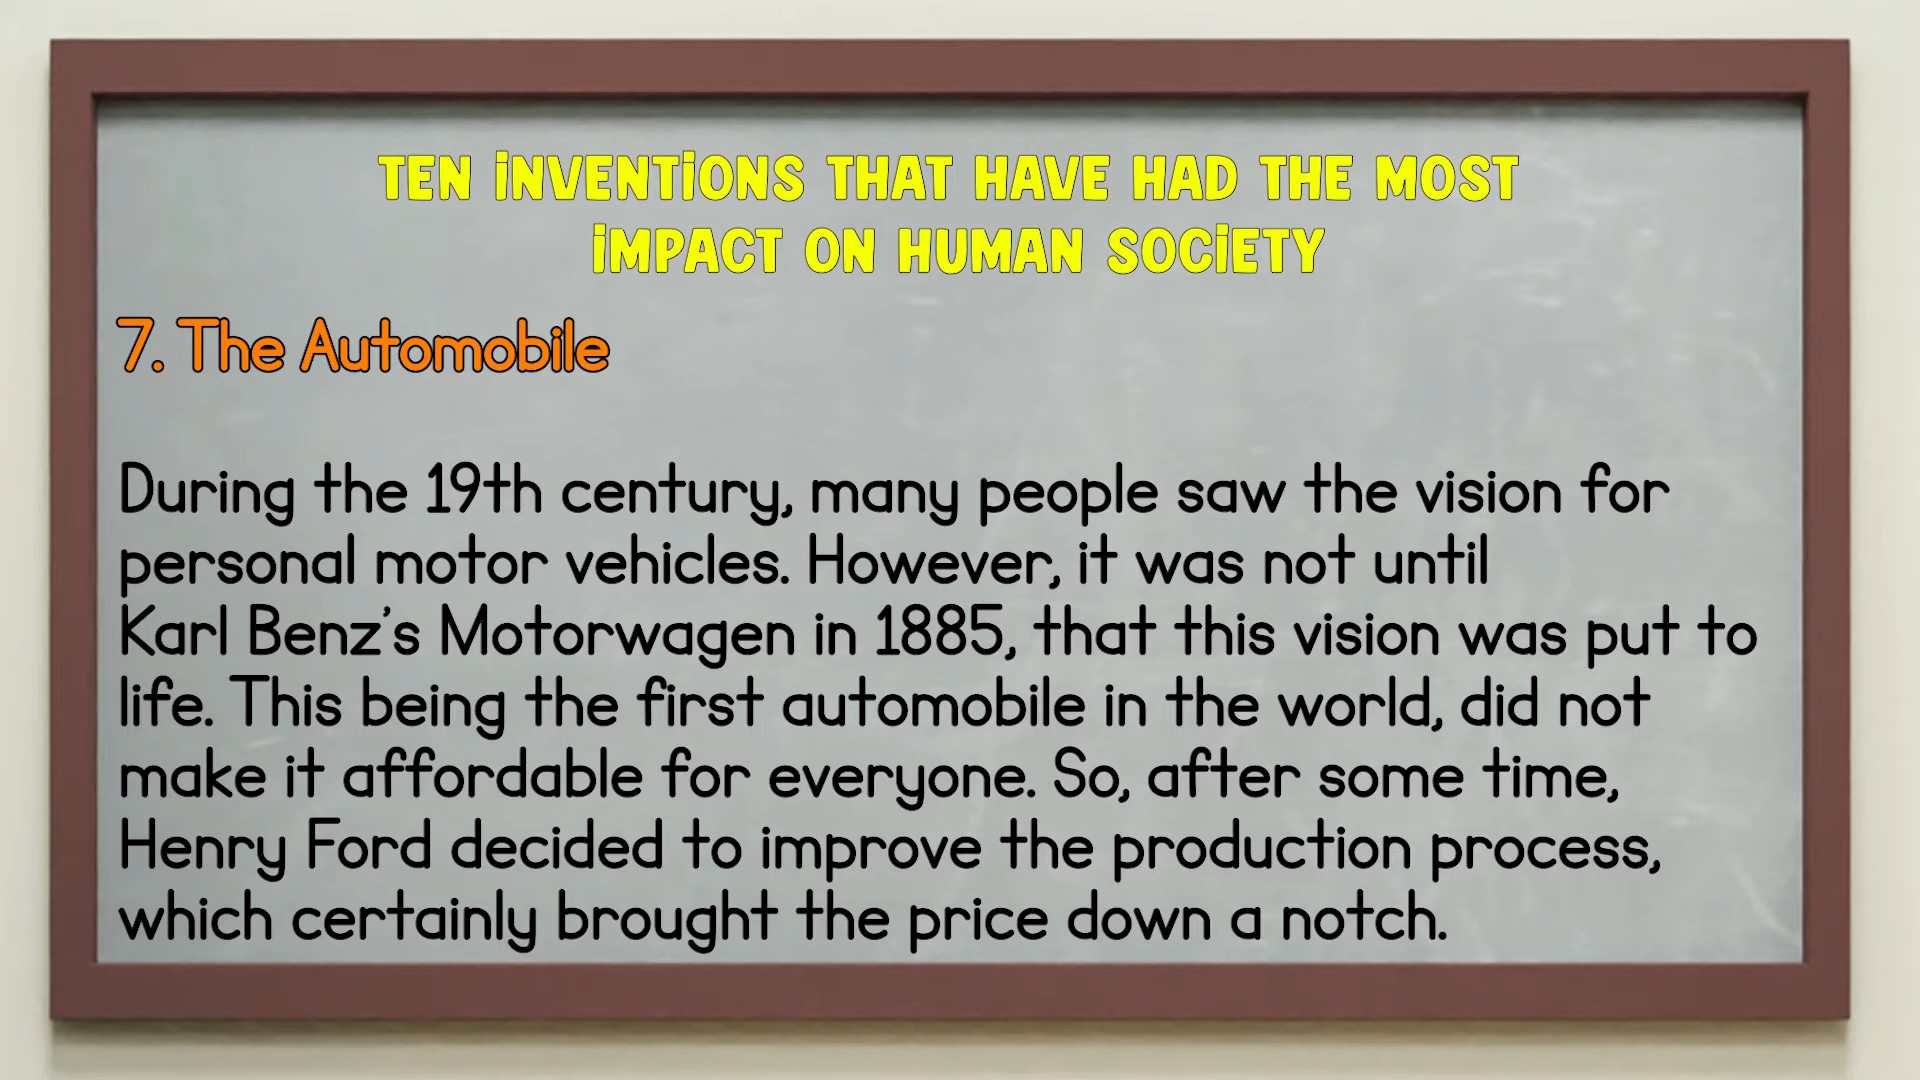 TEN INVENTIONS THAT HAVE HAD THE MOST
IMPACT ON HUMAN SOCIETY
7. The Automobile
During the 19th century, many people saw the vision for
personal motor vehicles. However, it was not until
Karl Benz's Motorwagen in 1885, that this vision was put to
life. This being the first automobile in the world, did not
make it affordable for everyone. So, after some time,
Henry Ford decided to improve the production process,
which certainly brought the price down a notch.